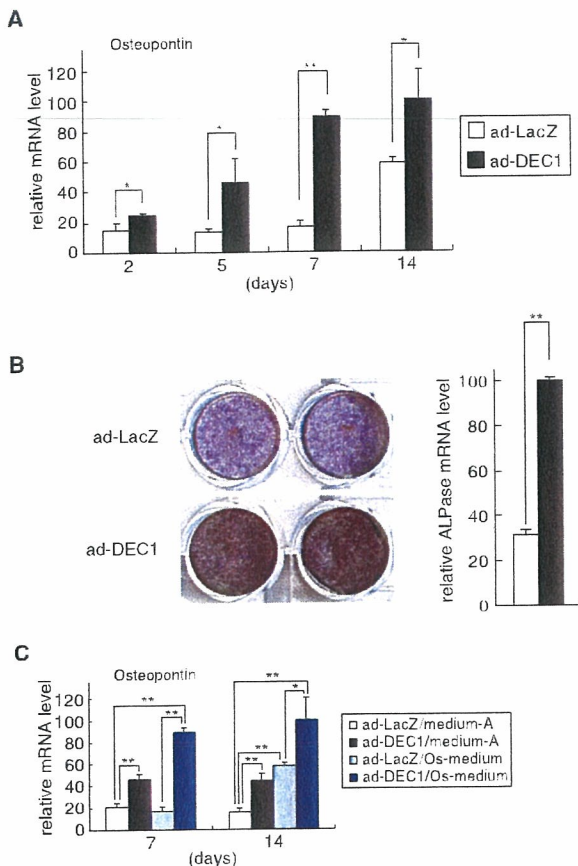 A
Osteopontin
relative mRNA level
120
100
80
60
40
20
0
*
*
**
*
2 5 7 14
(days)
ad-LacZ
ad-DEC1
B
ad-LacZ
ad-DEC1
relative ALPase mRNA level
100
80
60
40
20
0
**
C
Osteopontin
relative mRNA level
120
100
80
60
40
20
0
**
**
**
**
*
**
**
7 14
(days)
ad-LacZ/medium-A
ad-DEC1/medium-A
ad-LacZ/Os-medium
ad-DEC1/Os-medium